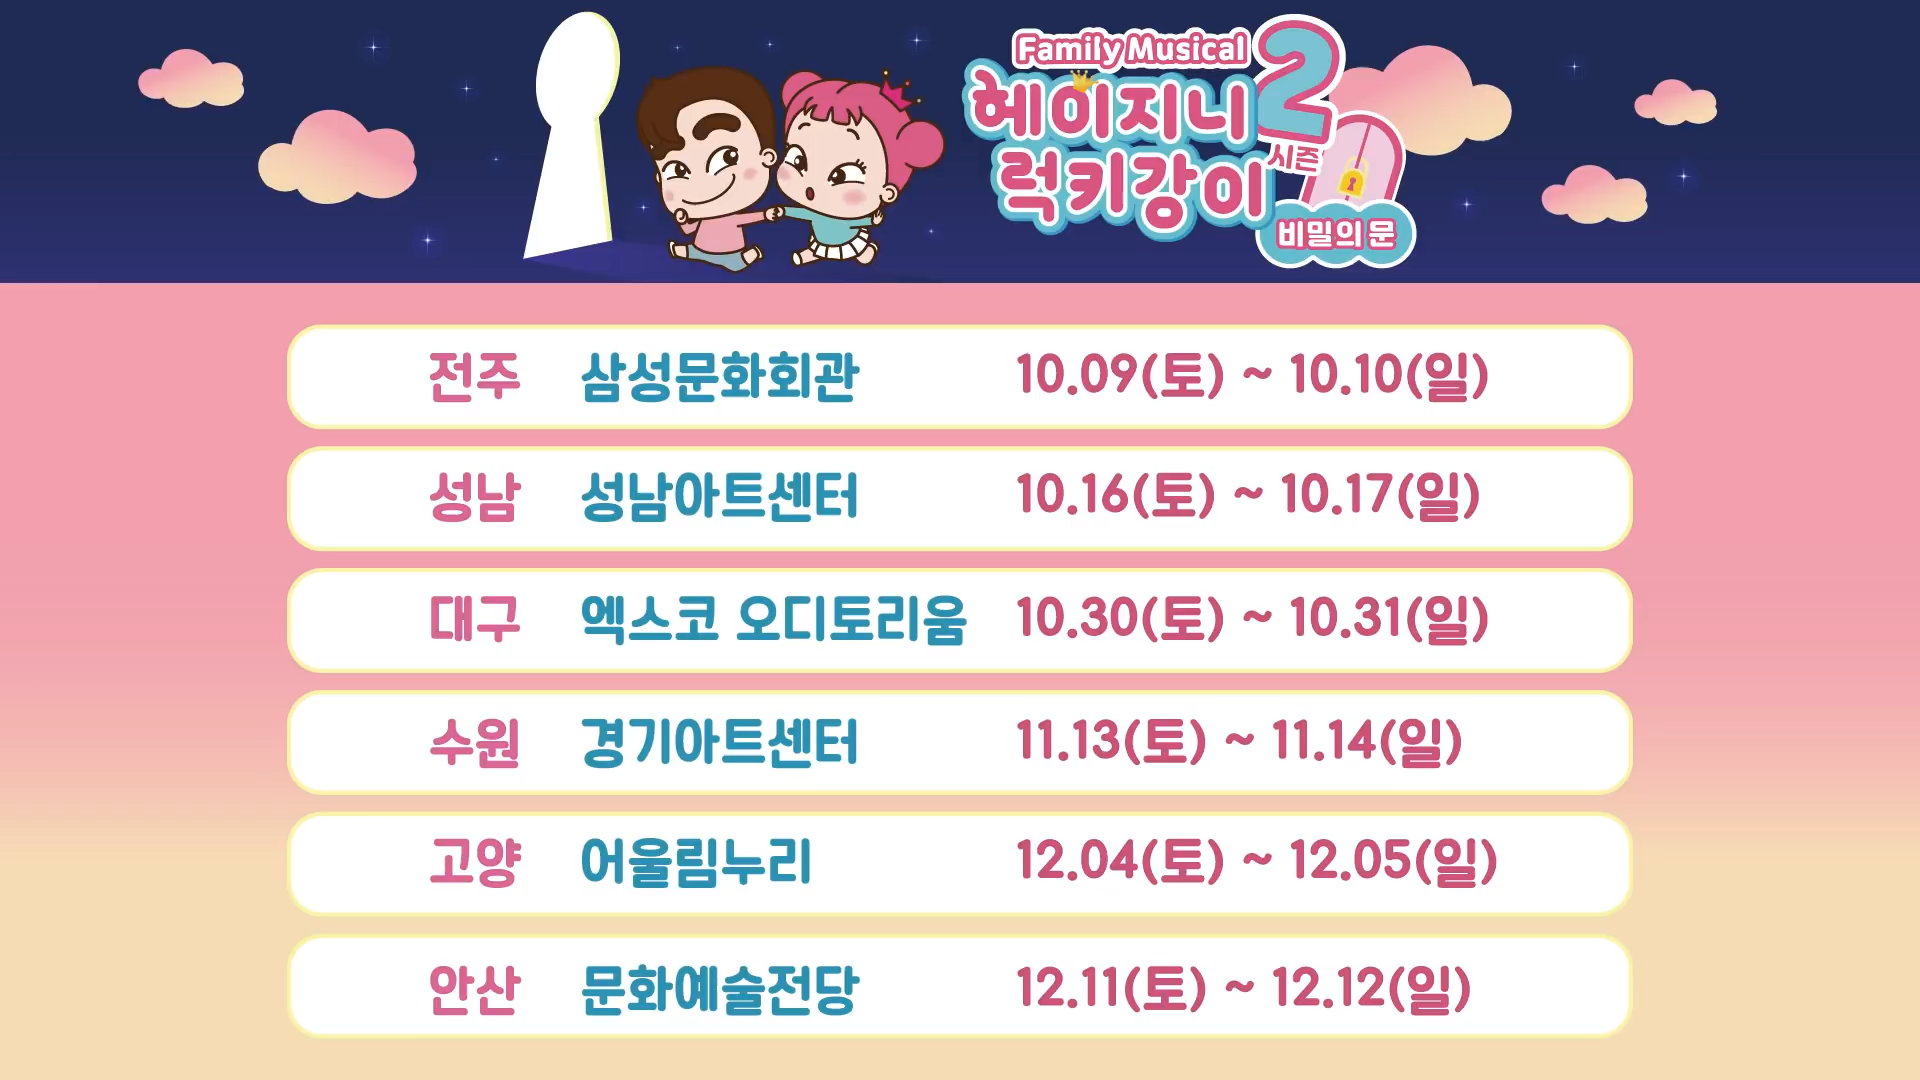 Family Musical
헤이지니
럭키강이
2
시즌
비밀의 문
전주 삼성문화회관 10.09(토) ~ 10.10(일)
성남 성남아트센터 10.16(토) ~ 10.17(일)
대구 엑스코 오디토리움 10.30(토) ~ 10.31(일)
수원 경기아트센터 11.13(토) ~ 11.14(일)
고양 어울림누리 12.04(토) ~ 12.05(일)
안산 문화예술전당 12.11(토) ~ 12.12(일)